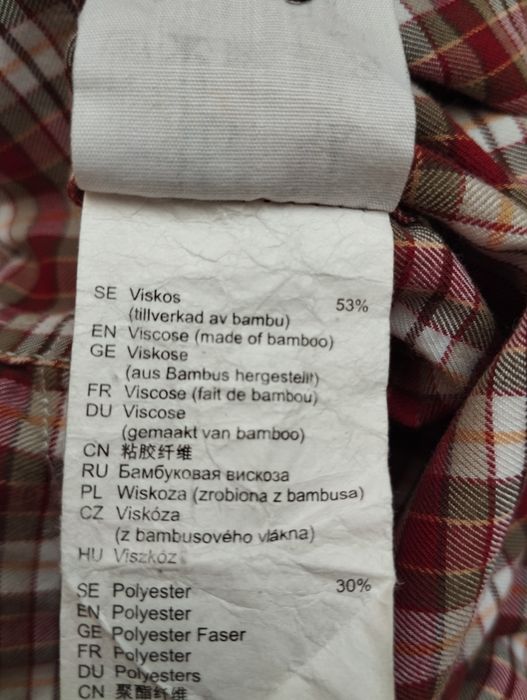 SE Viskos 53%
(tillverkad av bambu)
EN Viscose (made of bamboo)
GE Viskose
(aus Bambus hergestellt)
FR Viscose (fait de bambou)
DU Viscose
(gemaakt van bamboo)
CN 粘胶纤维
RU Бамбуковая вискоза
PL Wiskoza (zrobiona z bambusa)
CZ Viskóza
(z bambusového vlákna)
HU Viszkóz
SE Polyester 30%
EN Polyester
GE Polyester Faser
FR Polyester
DU Polyesters
CN 聚酯纤维